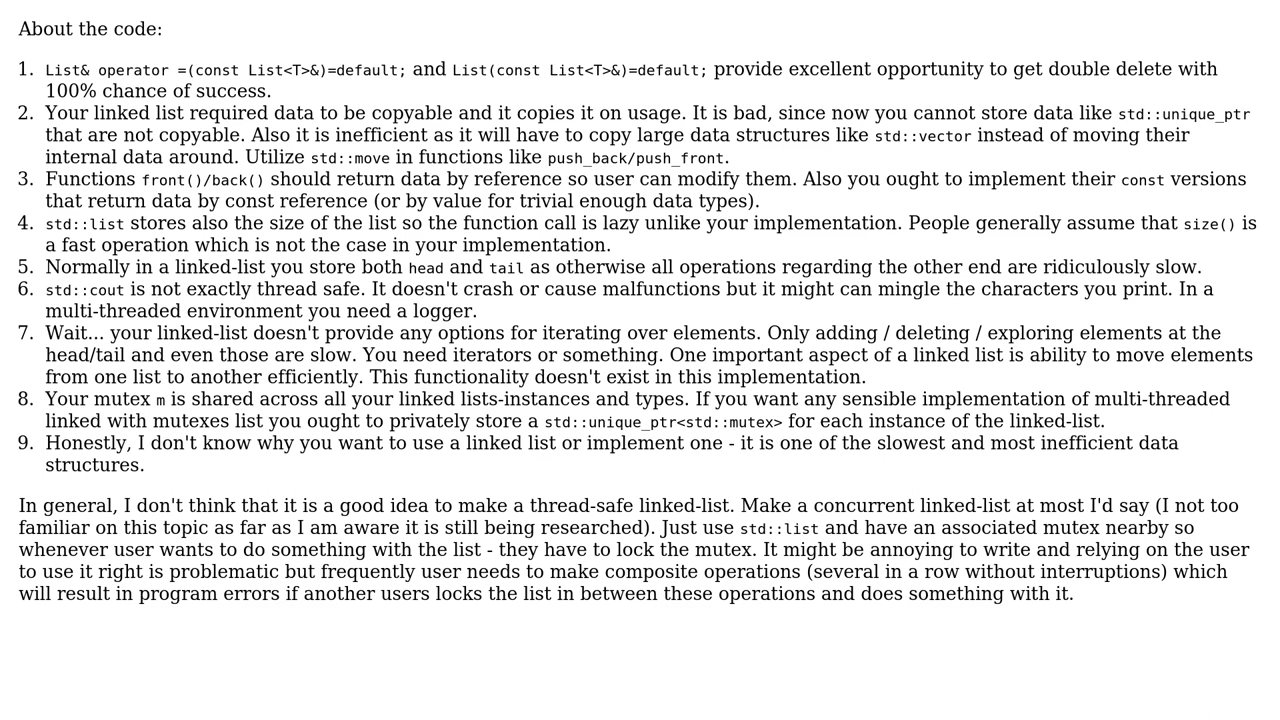 About the code:
1. List& operator =(const List<T>&)=default; and List(const List<T>&)=default; provide excellent opportunity to get double delete with
100% chance of success.
2. Your linked list required data to be copyable and it copies it on usage. It is bad, since now you cannot store data like std::unique_ptr
that are not copyable. Also it is inefficient as it will have to copy large data structures like std::vector instead of moving their
internal data around. Utilize std::move in functions like push_back/push_front.
3. Functions front()/back() should return data by reference so user can modify them. Also you ought to implement their const versions
that return data by const reference (or by value for trivial enough data types).
4. std::list stores also the size of the list so the function call is lazy unlike your implementation. People generally assume that size() is
a fast operation which is not the case in your implementation.
5. Normally in a linked-list you store both head and tail as otherwise all operations regarding the other end are ridiculously slow.
6. std::cout is not exactly thread safe. It doesn't crash or cause malfunctions but it might can mingle the characters you print. In a
multi-threaded environment you need a logger.
7. Wait... your linked-list doesn't provide any options for iterating over elements. Only adding / deleting / exploring elements at the
head/tail and even those are slow. You need iterators or something. One important aspect of a linked list is ability to move elements
from one list to another efficiently. This functionality doesn't exist in this implementation.
8. Your mutex m is shared across all your linked lists-instances and types. If you want any sensible implementation of multi-threaded
linked with mutexes list you ought to privately store a std::unique_ptr<std::mutex> for each instance of the linked-list.
9. Honestly, I don't know why you want to use a linked list or implement one - it is one of the slowest and most inefficient data
structures.
In general, I don't think that it is a good idea to make a thread-safe linked-list. Make a concurrent linked-list at most I'd say (I not too
familiar on this topic as far as I am aware it is still being researched). Just use std::list and have an associated mutex nearby so
whenever user wants to do something with the list - they have to lock the mutex. It might be annoying to write and relying on the user
to use it right is problematic but frequently user needs to make composite operations (several in a row without interruptions) which
will result in program errors if another users locks the list in between these operations and does something with it.